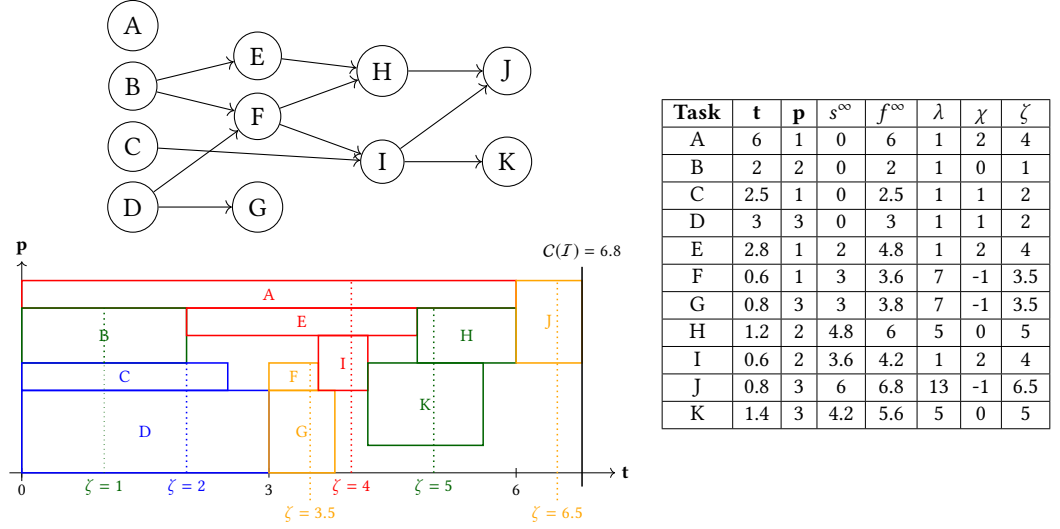 A
B
C
D
E
F
G
H
I
J
K
p
C(I) = 6.8
A
B
E
H
J
C
F
I
K
D
G
t
0
3
6
ζ = 1
ζ = 2
ζ = 4
ζ = 5
ζ = 3.5
ζ = 6.5
Task t p s∞ f∞ λ χ ζ
A 6 1 0 6 1 2 4
B 2 2 0 2 1 0 1
C 2.5 1 0 2.5 1 1 2
D 3 3 0 3 1 1 2
E 2.8 1 2 4.8 1 2 4
F 0.6 1 3 3.6 7 -1 3.5
G 0.8 3 3 3.8 7 -1 3.5
H 1.2 2 4.8 6 5 0 5
I 0.6 2 3.6 4.2 1 2 4
J 0.8 3 6 6.8 13 -1 6.5
K 1.4 3 4.2 5.6 5 0 5